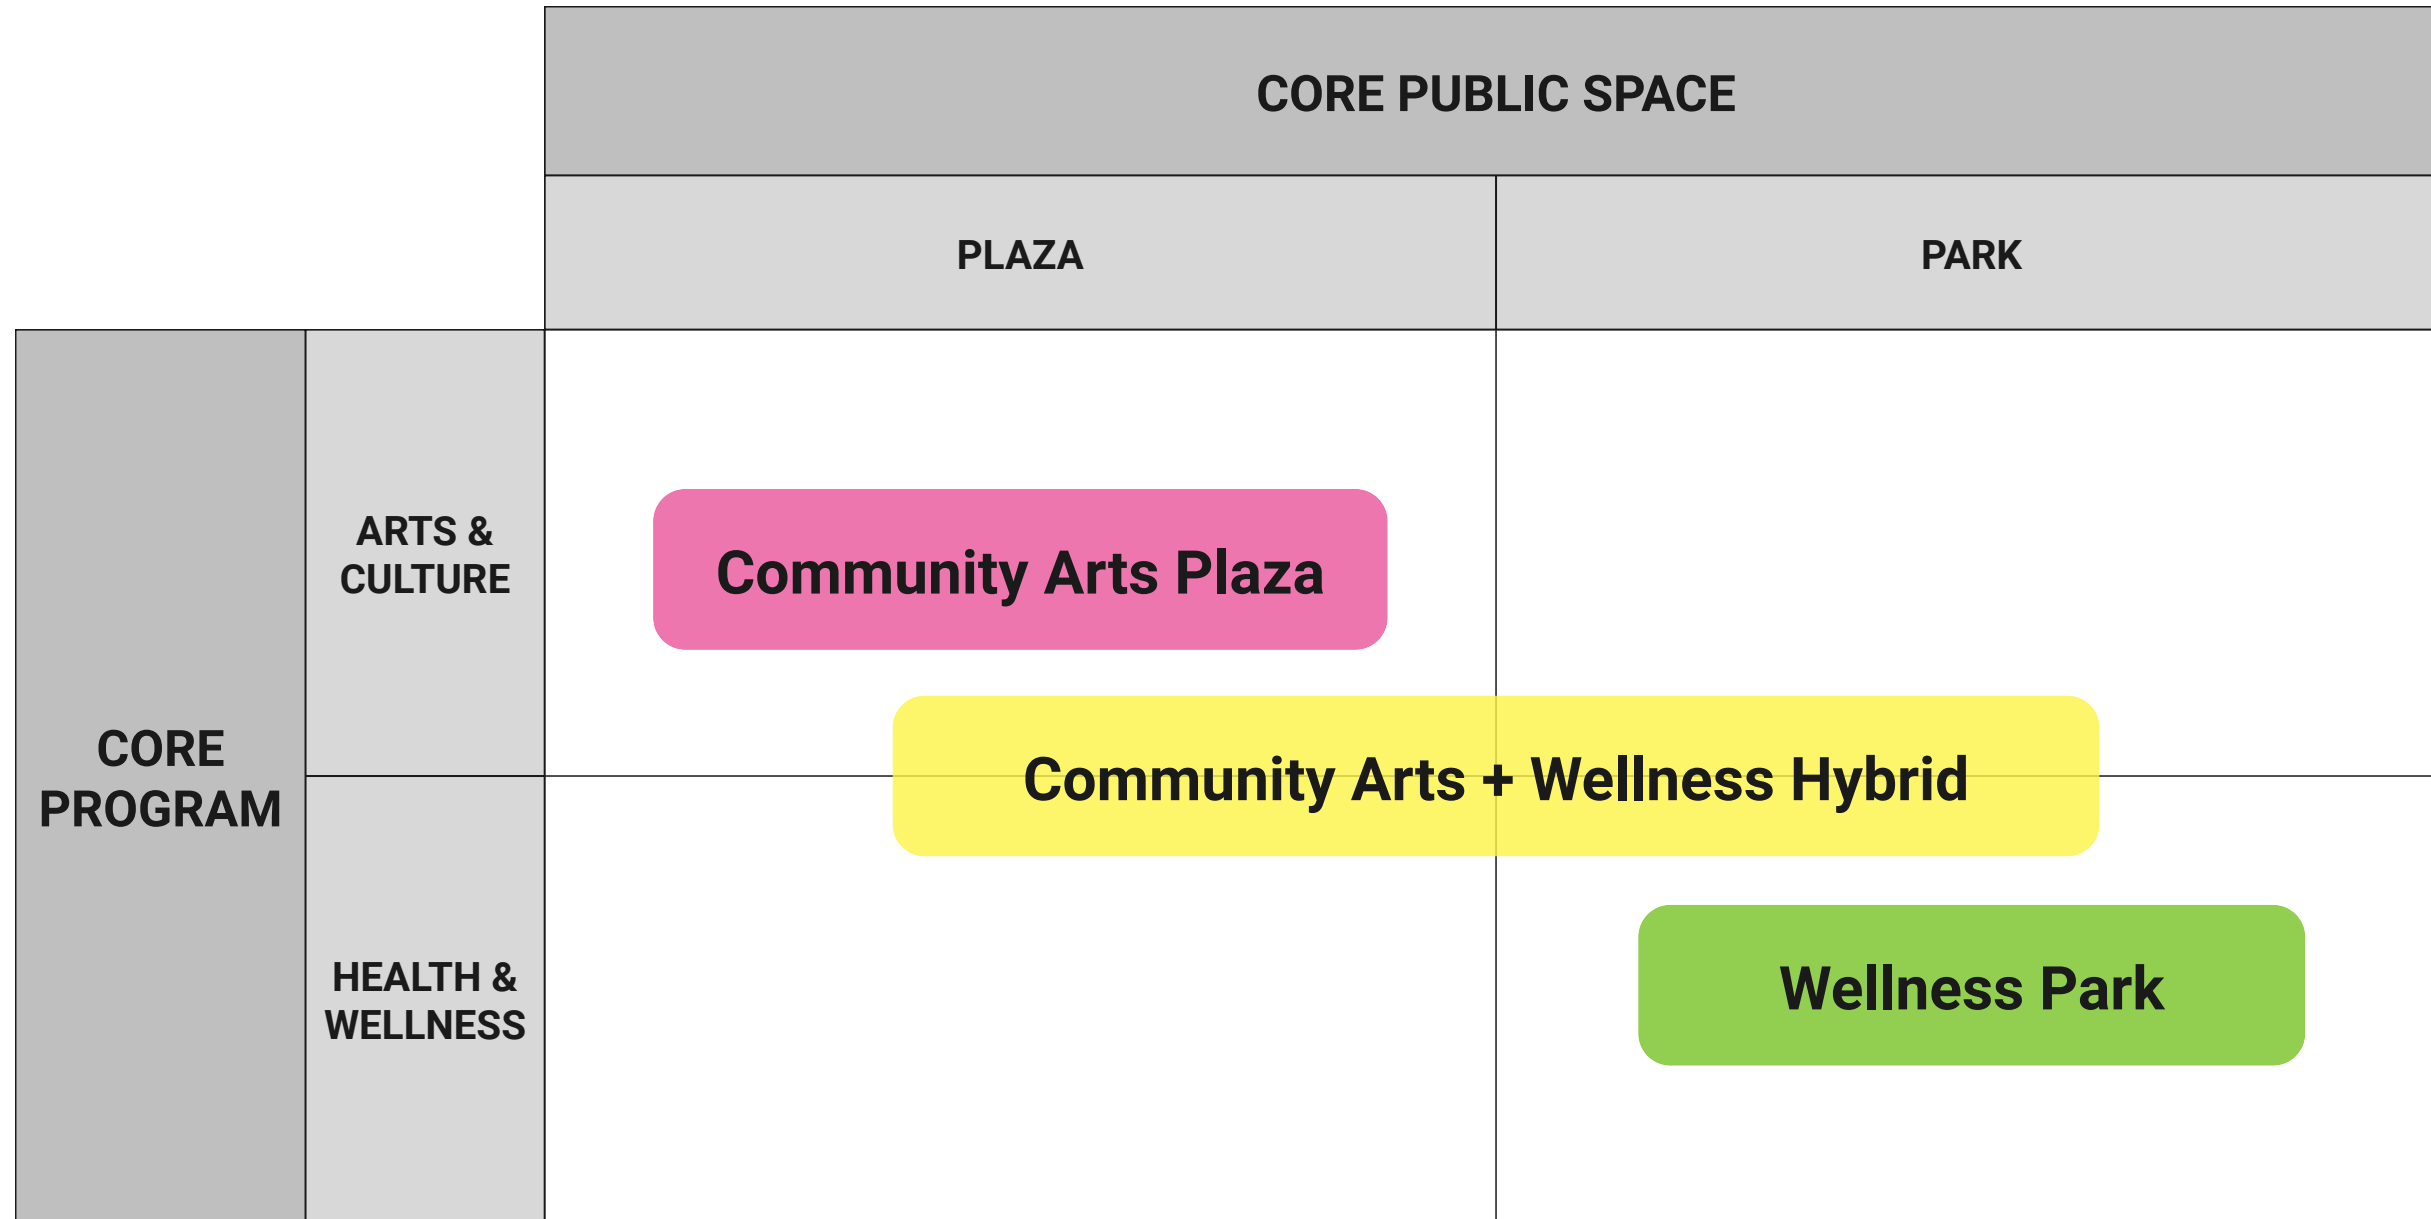 CORE PUBLIC SPACE
PLAZA
PARK
CORE
PROGRAM
ARTS &
CULTURE
Community Arts Plaza
Community Arts + Wellness Hybrid
HEALTH &
WELLNESS
Wellness Park